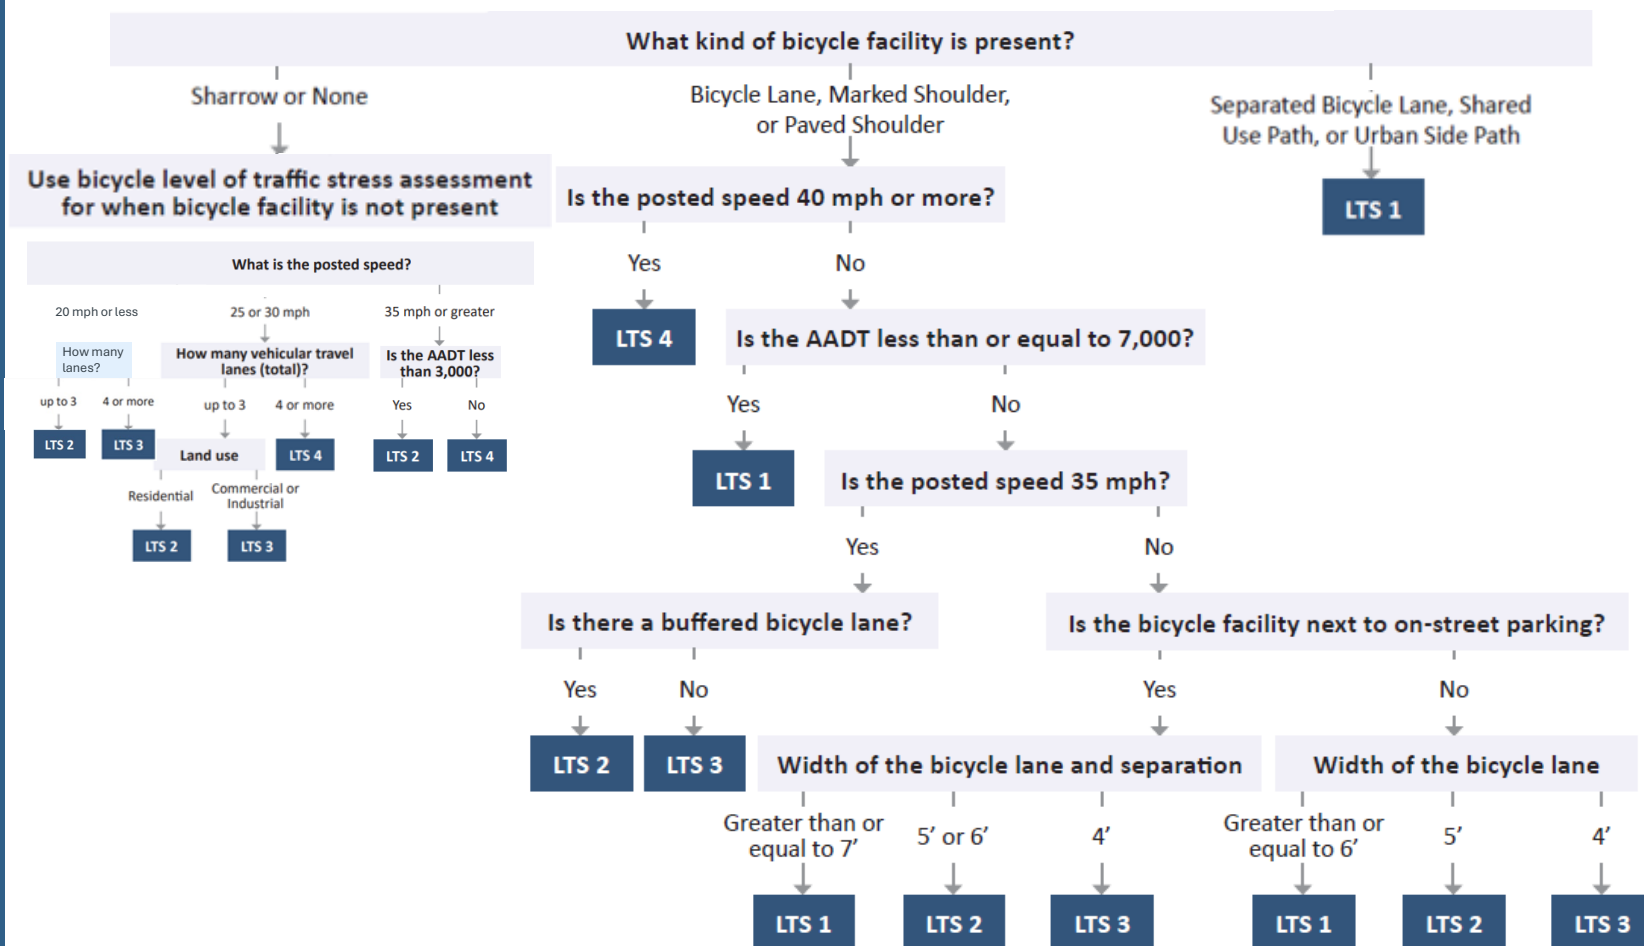 What kind of bicycle facility is present?
Sharrow or None
Bicycle Lane, Marked Shoulder,
or Paved Shoulder
Separated Bicycle Lane, Shared
Use Path, or Urban Side Path
Use bicycle level of traffic stress assessment
for when bicycle facility is not present
Is the posted speed 40 mph or more?
LTS 1
What is the posted speed?
Yes
No
20 mph or less
25 or 30 mph
35 mph or greater
LTS 4
Is the AADT less than or equal to 7,000?
How many
lanes?
How many vehicular travel
lanes (total)?
Is the AADT less
than 3,000?
up to 3
4 or more
up to 3
4 or more
Yes
No
Yes
No
LTS 2
LTS 3
Land use
LTS 4
LTS 2
LTS 4
LTS 1
Is the posted speed 35 mph?
Residential
Commercial or
Industrial
LTS 2
LTS 3
Yes
No
Is there a buffered bicycle lane?
Is the bicycle facility next to on-street parking?
Yes
No
Yes
No
LTS 2
LTS 3
Width of the bicycle lane and separation
Width of the bicycle lane
Greater than or
equal to 7’
5’ or 6’
4’
Greater than or
equal to 6’
5’
4’
LTS 1
LTS 2
LTS 3
LTS 1
LTS 2
LTS 3